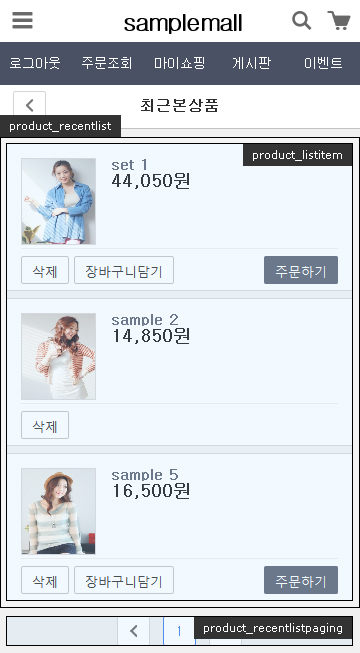 samplemall
로그아웃 주문조회 마이쇼핑 게시판 이벤트
최근본상품
product_recentlist
product_listitem
set 1
44,050원
삭제 장바구니담기 주문하기
sample 2
14,850원
삭제
sample 5
16,500원
삭제 장바구니담기 주문하기
1 product_recentlistpaging